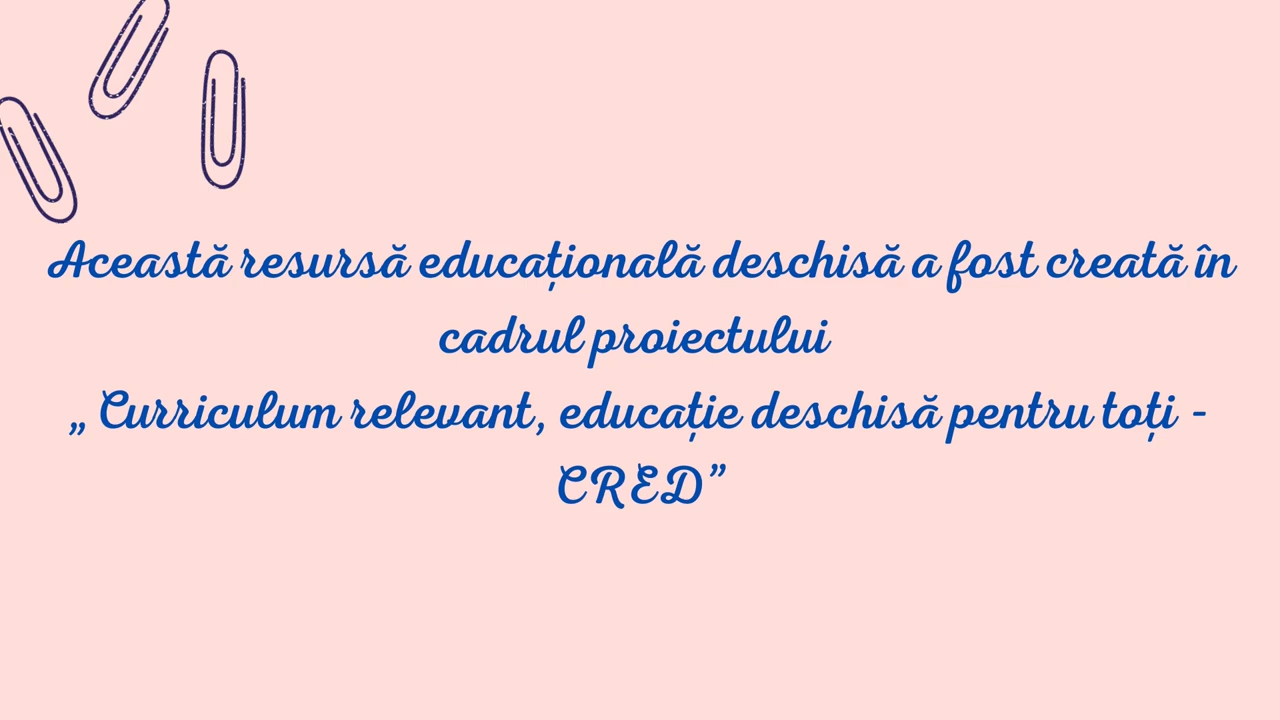 Această resursă educațională deschisă a fost creată în
cadrul proiectului
„ Curriculum relevant, educație deschisă pentru toți -
CRED”